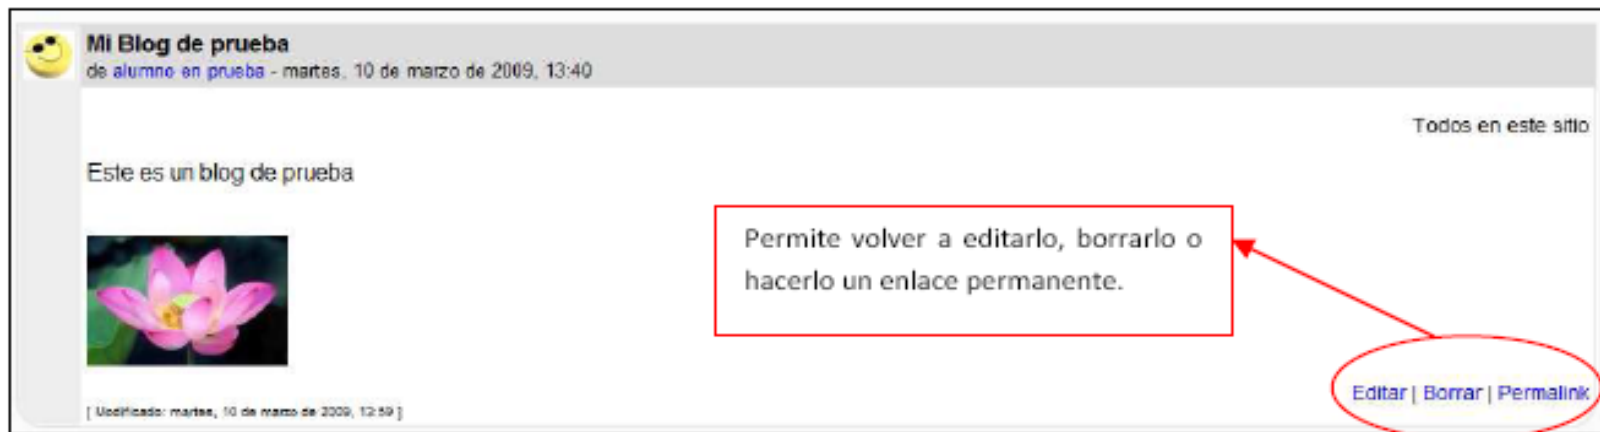 Mi Blog de prueba
de alumno en prueba - martes, 10 de marzo de 2009, 13:40
Todos en este sitio
Este es un blog de prueba
Permite volver a editarlo, borrarlo o
hacerlo un enlace permanente.
Editar | Borrar | Permalink
[ Modificado: martes, 10 de marzo de 2009, 13:59 ]